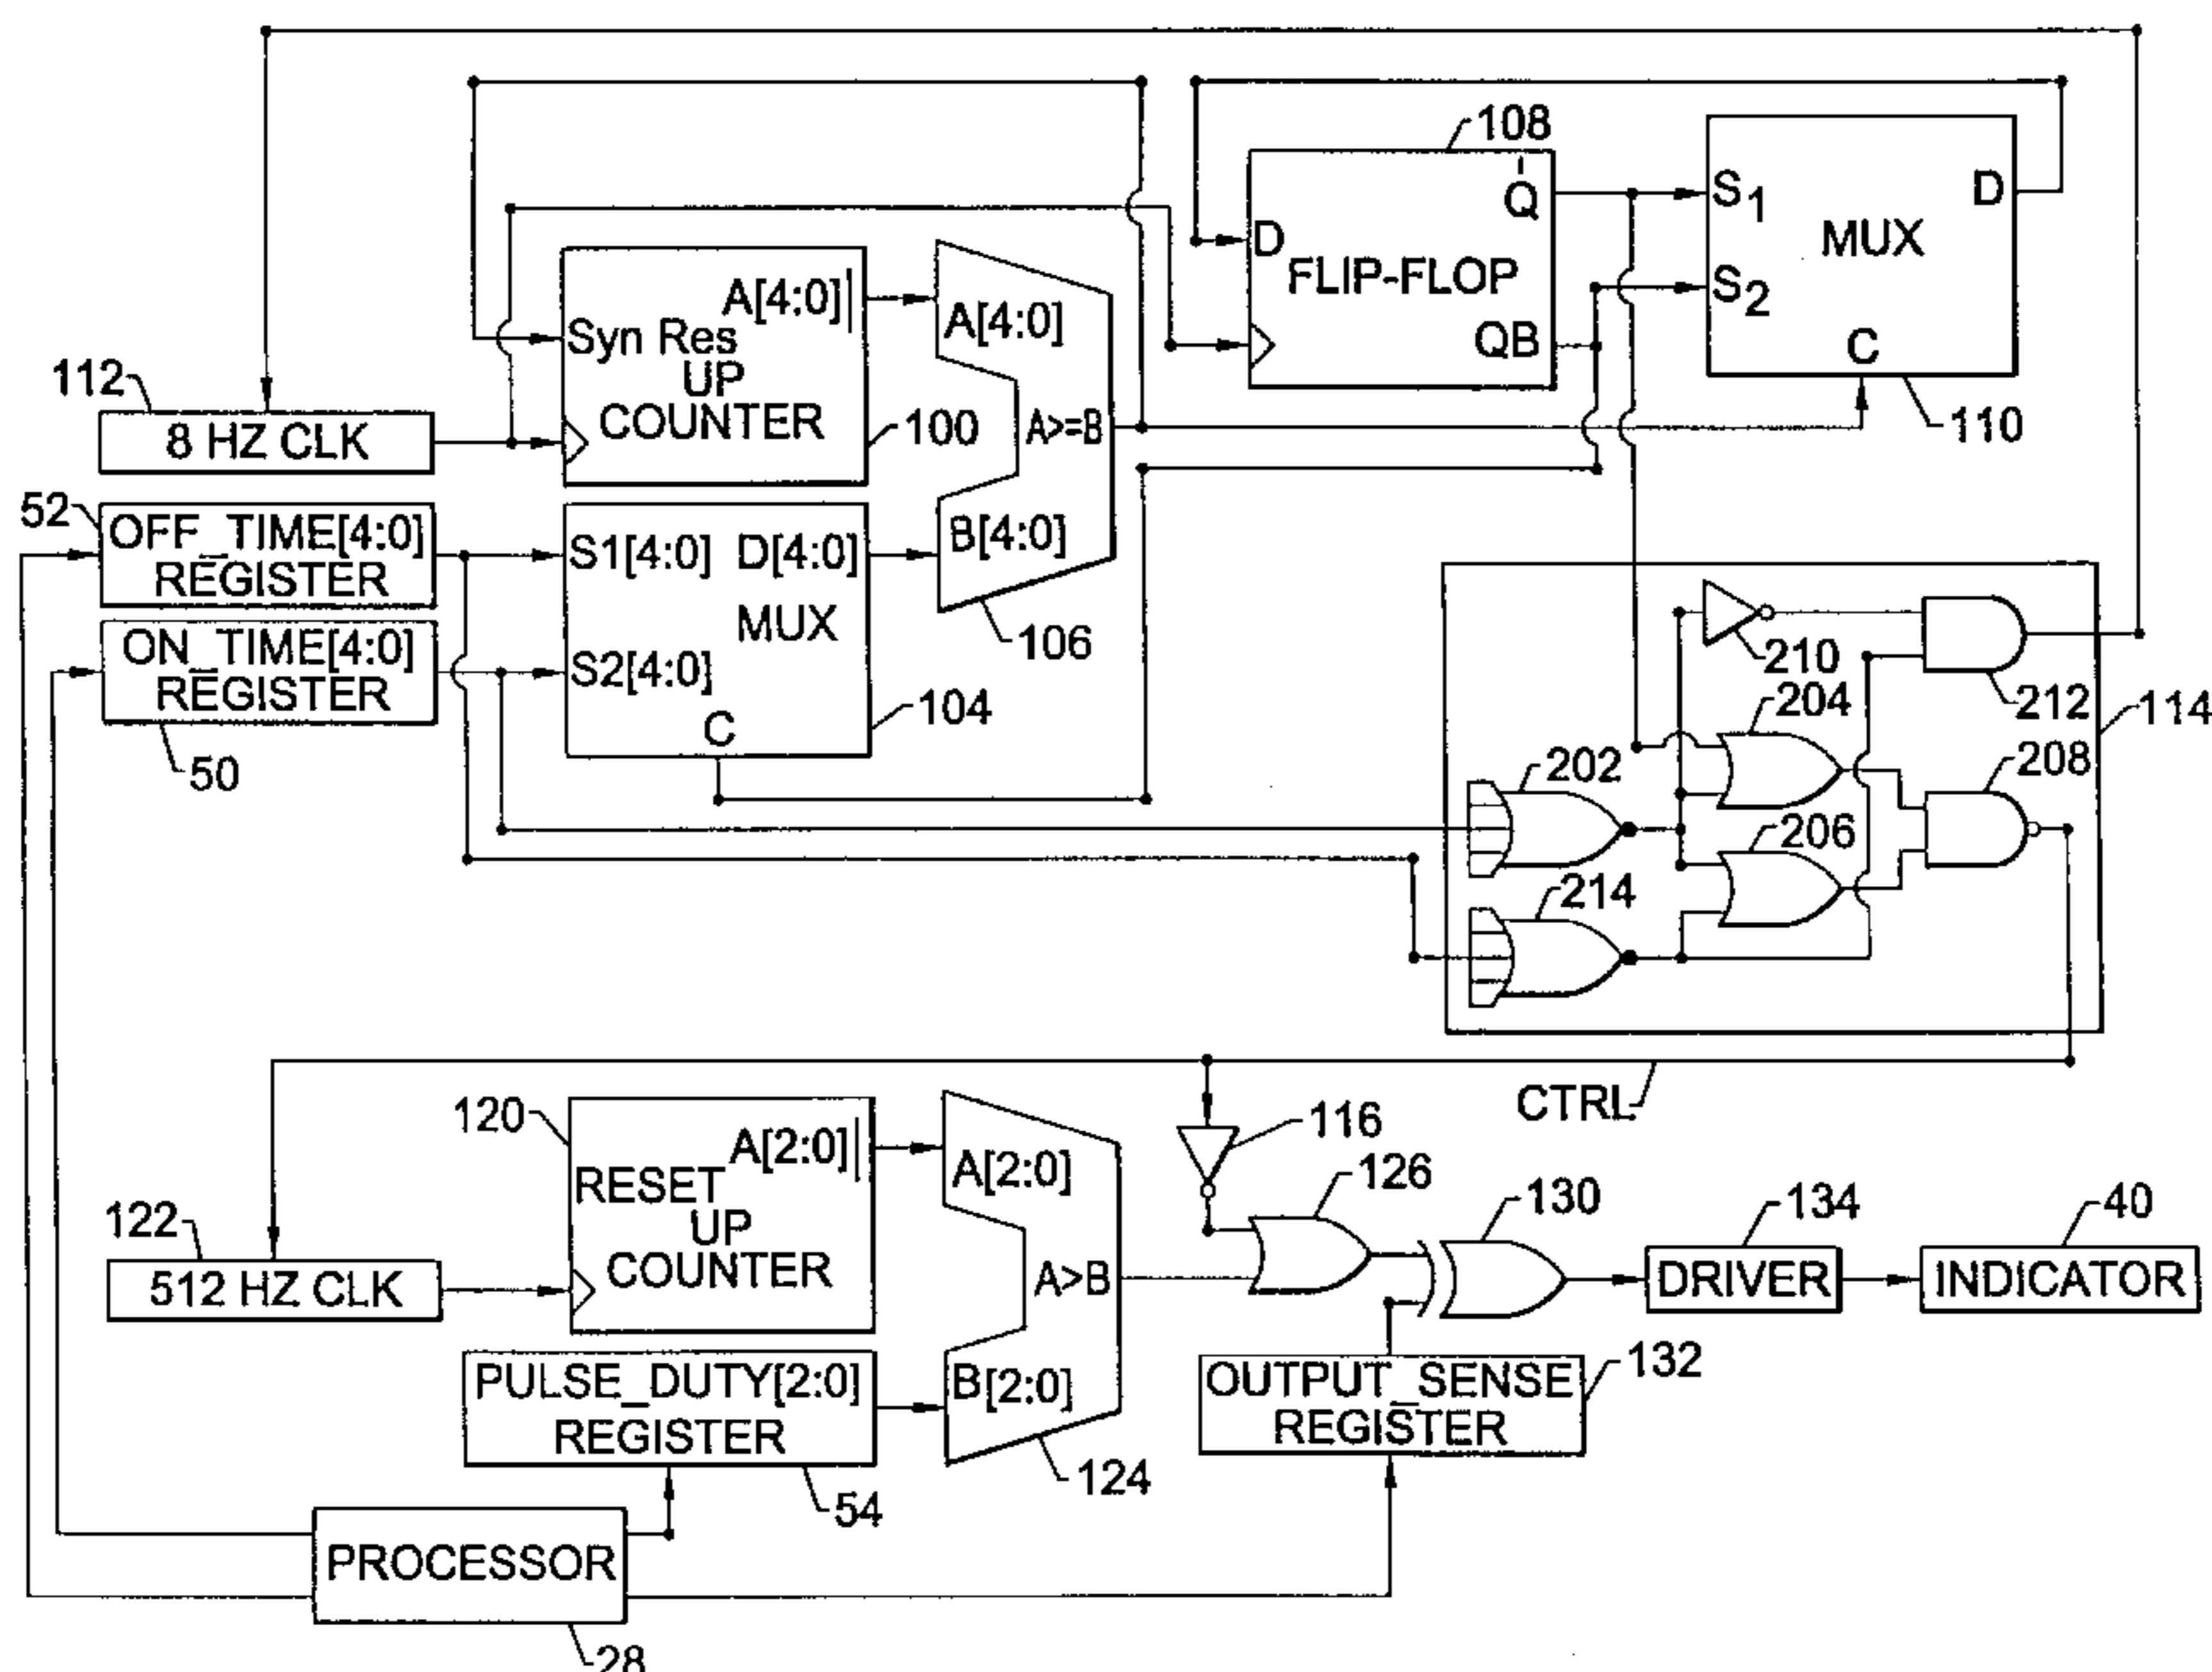 108
Q
S1
D
D
MUX
FLIP-FLOP
S2
QB
C
110
A[4:0]
A[4:0]
Syn Res
UP
COUNTER
A>=B
100
112
8 HZ CLK
52
OFF_TIME[4:0]
REGISTER
S1[4:0] D[4:0]
B[4:0]
MUX
106
ON_TIME[4:0]
REGISTER
S2[4:0]
104
C
50
210
212
204
114
202
208
206
214
CTRL
120
A[2:0]
RESET
UP
COUNTER
A[2:0]
116
126
130
134
40
122
512 HZ CLK
A>B
DRIVER
INDICATOR
PULSE_DUTY[2:0]
REGISTER
B[2:0]
OUTPUT_SENSE
REGISTER
132
124
54
PROCESSOR
28